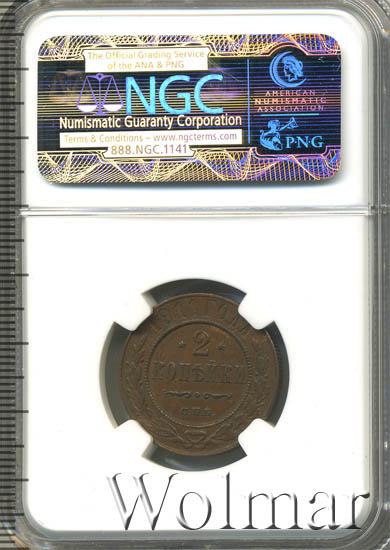 The Official Grading Service
of the ANA & PNG
NGC
Numismatic Guaranty Corporation
Terms & Conditions – www.ngcterms.com
888.NGC.1141
AMERICAN
NUMISMATIC
ASSOCIATION
PNG
2
КОПѢЙКИ
С.П.Б.
Wolmar